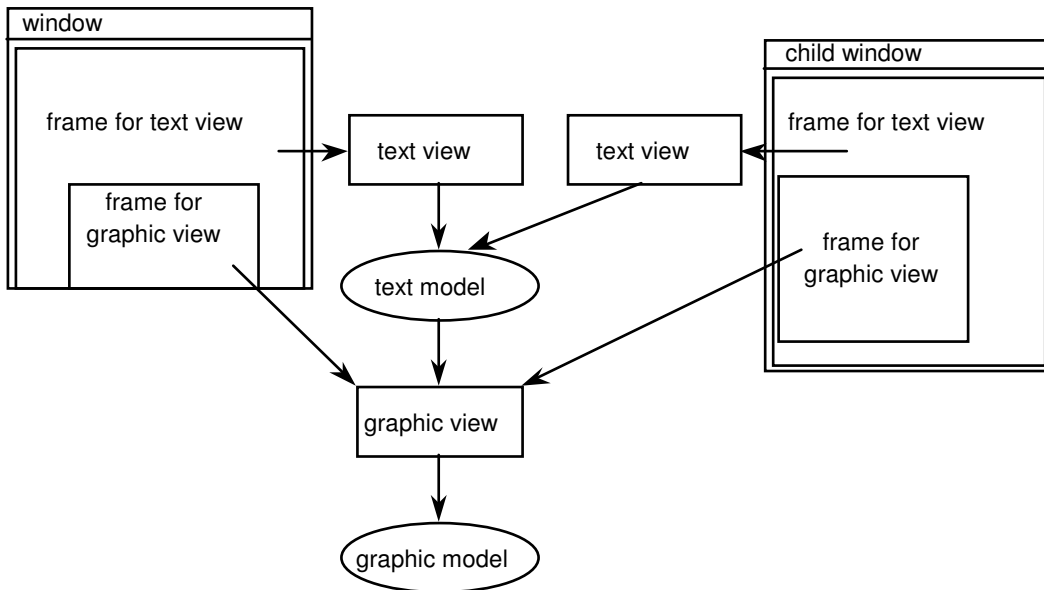 window
frame for text view
frame for
graphic view
text view
text view
child window
frame for text view
frame for
graphic view
text model
graphic view
graphic model